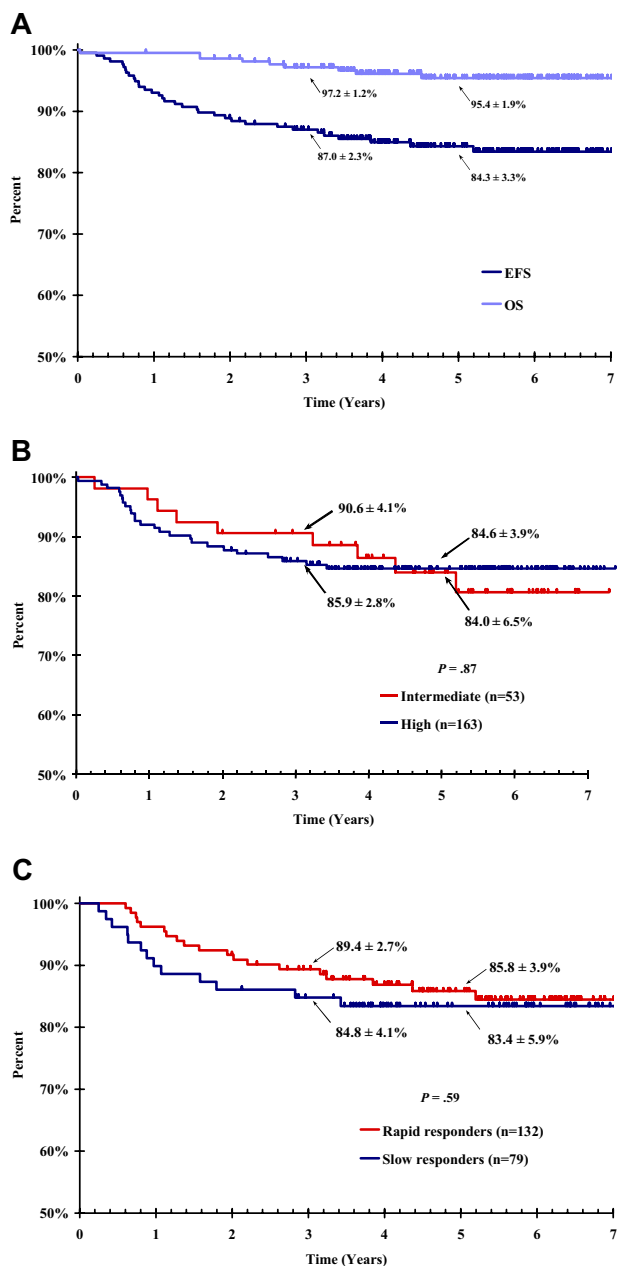 A
100%
90%
80%
70%
60%
50%
Percent
97.2 ± 1.2%
95.4 ± 1.9%
87.0 ± 2.3%
84.3 ± 3.3%
EFS
OS
0 1 2 3 4 5 6 7
Time (Years)
B
100%
90%
80%
70%
60%
50%
Percent
90.6 ± 4.1%
84.6 ± 3.9%
85.9 ± 2.8%
84.0 ± 6.5%
P = .87
Intermediate (n=53)
High (n=163)
0 1 2 3 4 5 6 7
Time (Years)
C
100%
90%
80%
70%
60%
50%
Percent
89.4 ± 2.7%
85.8 ± 3.9%
84.8 ± 4.1%
83.4 ± 5.9%
P = .59
Rapid responders (n=132)
Slow responders (n=79)
0 1 2 3 4 5 6 7
Time (Years)